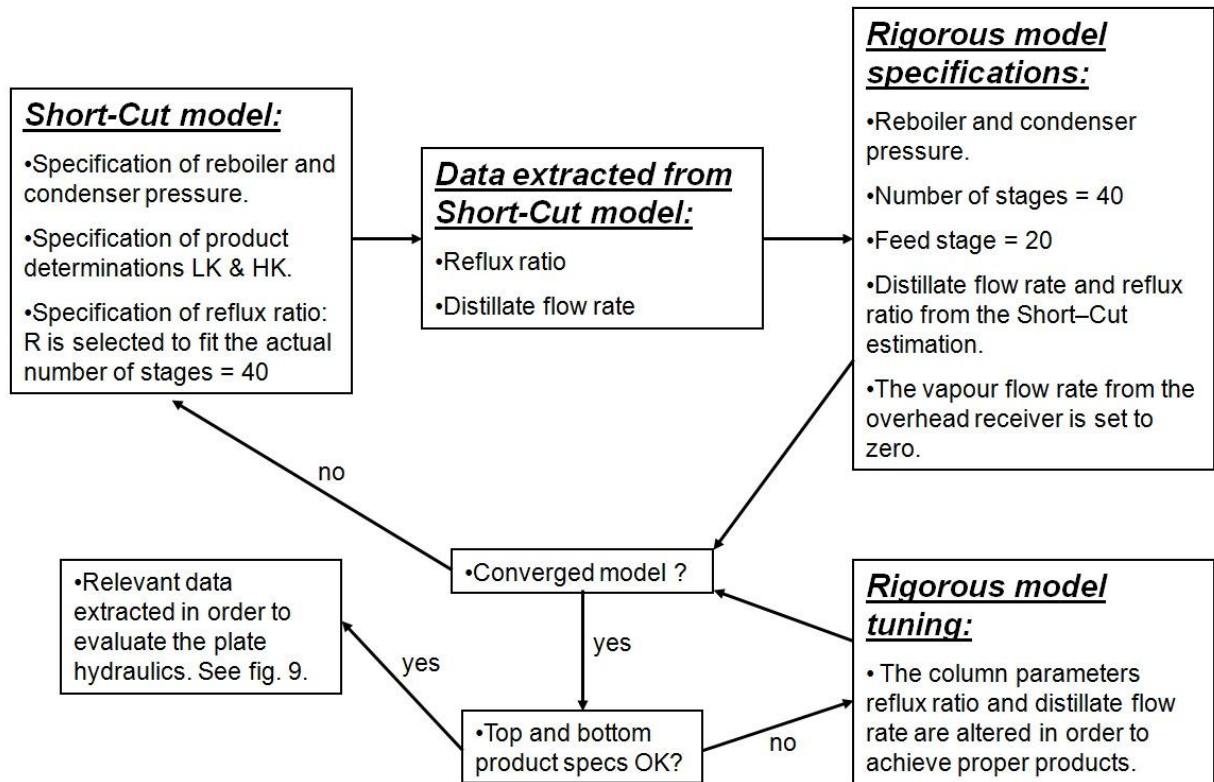 Short-Cut model:
•Specification of reboiler and
condenser pressure.
•Specification of product
determinations LK & HK.
•Specification of reflux ratio:
R is selected to fit the actual
number of stages = 40
Data extracted from
Short-Cut model:
•Reflux ratio
•Distillate flow rate
Rigorous model
specifications:
•Reboiler and condenser
pressure.
•Number of stages = 40
•Feed stage = 20
•Distillate flow rate and reflux
ratio from the Short–Cut
estimation.
•The vapour flow rate from the
overhead receiver is set to
zero.
no
•Converged model ?
yes
•Relevant data
extracted in order to
evaluate the plate
hydraulics. See fig. 9.
yes
•Top and bottom
product specs OK?
no
Rigorous model
tuning:
• The column parameters
reflux ratio and distillate flow
rate are altered in order to
achieve proper products.